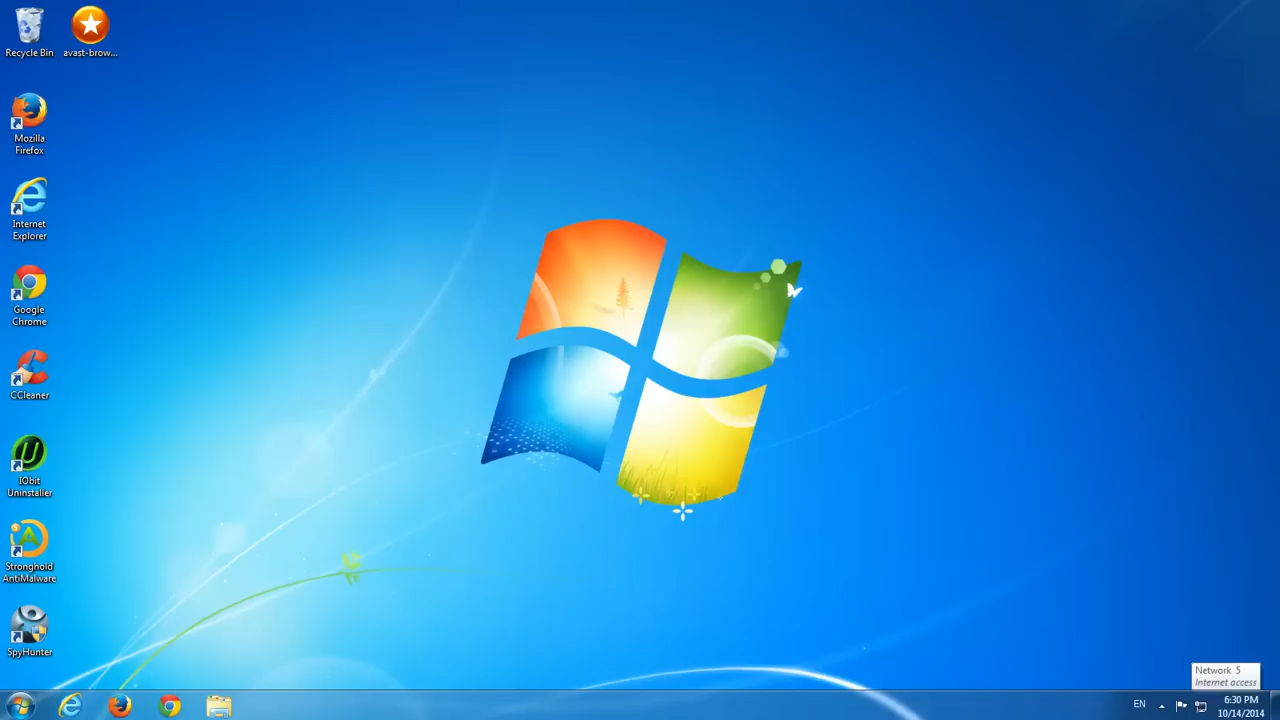 Recycle Bin
avast-brow...
Mozilla
Firefox
Internet
Explorer
Google
Chrome
CCleaner
IObit
Uninstaller
Stronghold
AntiMalware
SpyHunter
Network 5
Internet access
EN
6:30 PM
10/14/2014